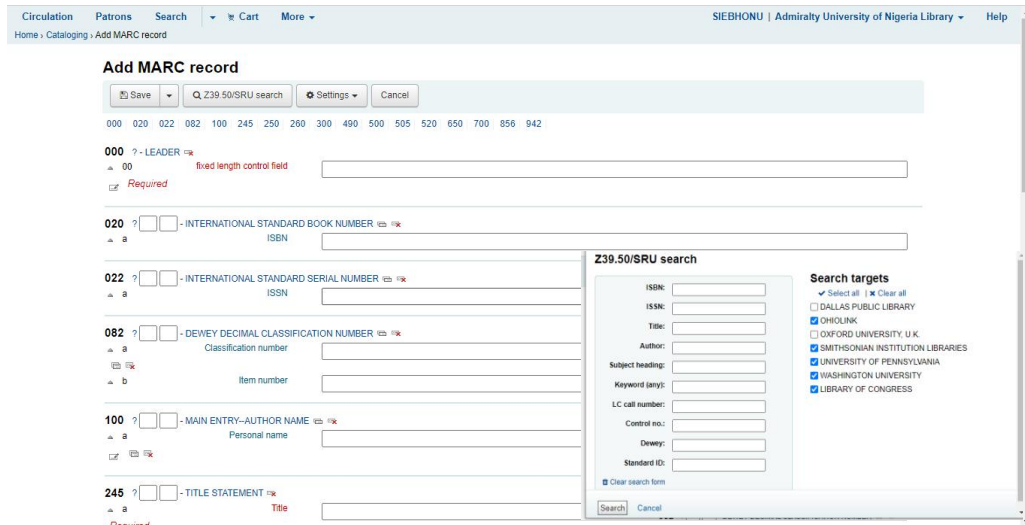 Circulation Patrons Search Cart More SIEBHONU | Admiralty University of Nigeria Library Help
Home › Cataloging › Add MARC record
Add MARC record
Save Z39.50/SRU search Settings Cancel
000 020 022 082 100 245 250 260 300 490 500 505 520 650 700 856 942
000 ? - LEADER
00 fixed length control field
Required
020 ? - INTERNATIONAL STANDARD BOOK NUMBER
a ISBN
022 ? - INTERNATIONAL STANDARD SERIAL NUMBER
a ISSN
082 ? - DEWEY DECIMAL CLASSIFICATION NUMBER
a Classification number
b Item number
100 ? - MAIN ENTRY--AUTHOR NAME
a Personal name
245 ? - TITLE STATEMENT
a Title
Required
Z39.50/SRU search
ISBN:
ISSN:
Title:
Author:
Subject heading:
Keyword (any):
LC call number:
Control no.:
Dewey:
Standard ID:
Clear search form
Search Cancel
Search targets
Select all | Clear all
DALLAS PUBLIC LIBRARY
OHIOLINK
OXFORD UNIVERSITY, U.K.
SMITHSONIAN INSTITUTION LIBRARIES
UNIVERSITY OF PENNSYLVANIA
WASHINGTON UNIVERSITY
LIBRARY OF CONGRESS